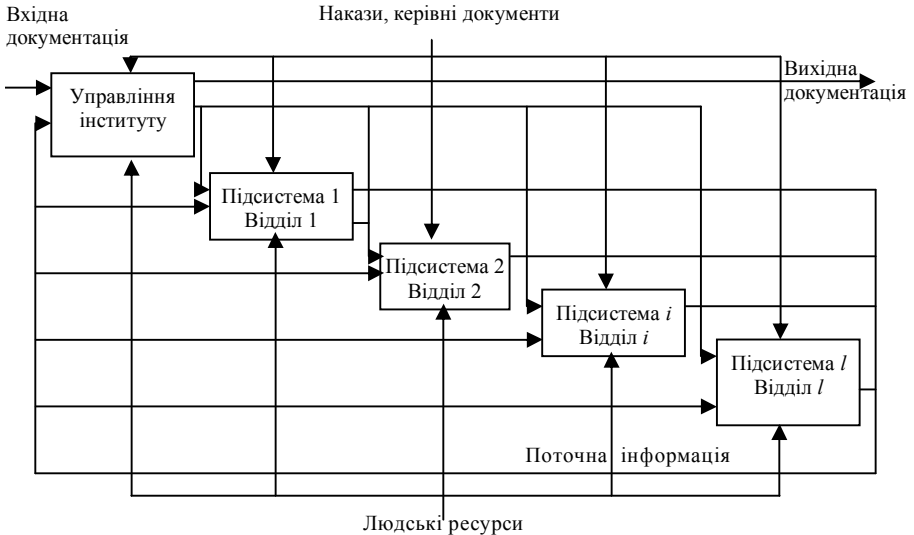 Вхідна
документація
Накази, керівні документи
Управління
інституту
Вихідна
документація
Підсистема 1
Відділ 1
Підсистема 2
Відділ 2
Підсистема i
Відділ i
Підсистема l
Відділ l
Поточна інформація
Людські ресурси